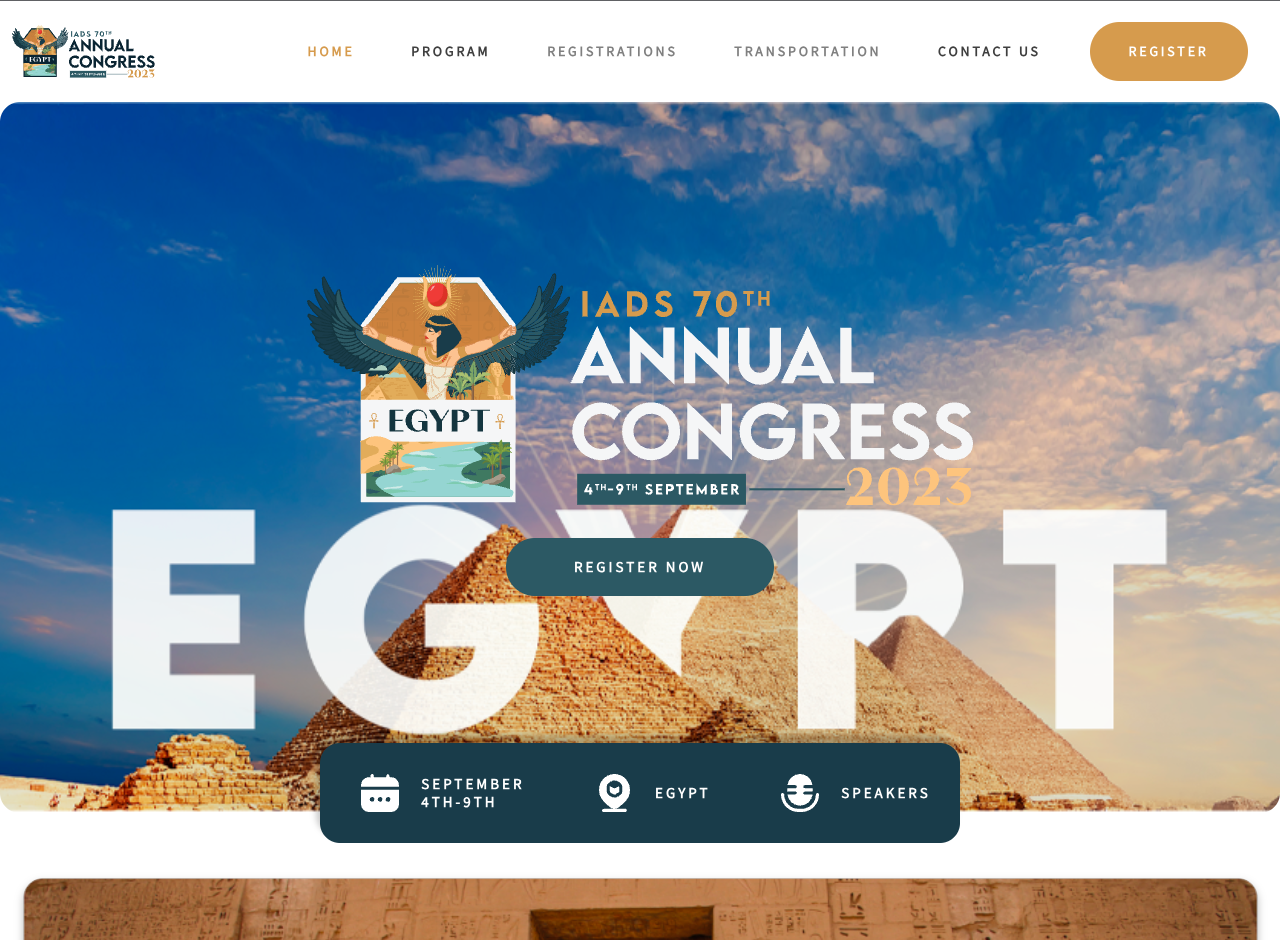 IADS 70TH
ANNUAL
CONGRESS
2023
EGYPT
HOME
PROGRAM
REGISTRATIONS
TRANSPORTATION
CONTACT US
REGISTER
IADS 70TH
ANNUAL
CONGRESS
4TH-9TH SEPTEMBER
2023
EGYPT
EGYPT
REGISTER NOW
SEPTEMBER
4TH-9TH
EGYPT
SPEAKERS